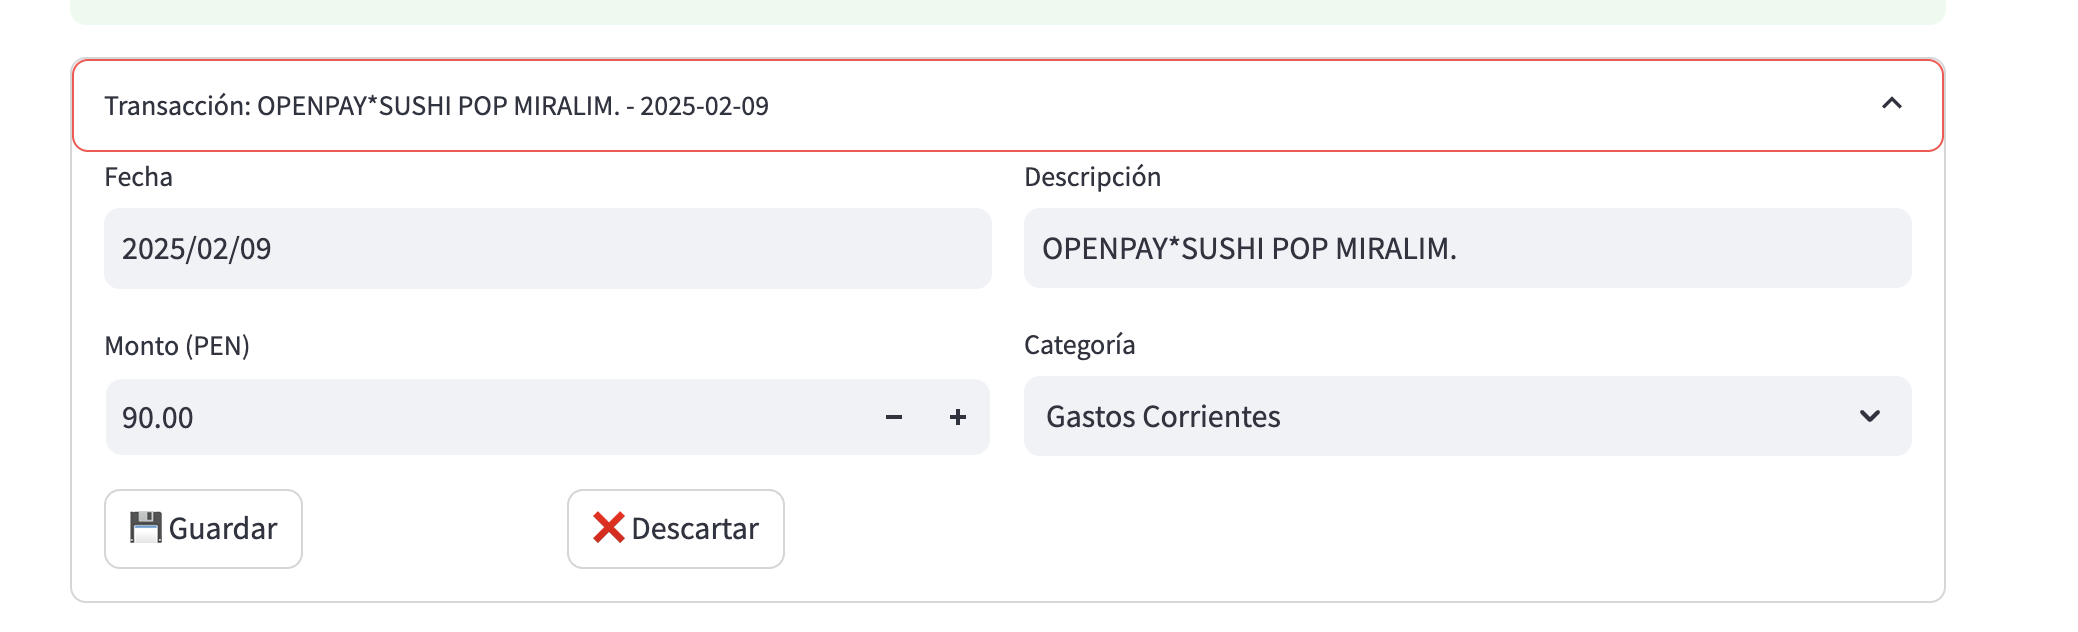 Transacción: OPENPAY*SUSHI POP MIRALIM. - 2025-02-09
Fecha
2025/02/09
Descripción
OPENPAY*SUSHI POP MIRALIM.
Monto (PEN)
90.00
Categoría
Gastos Corrientes
Guardar
Descartar